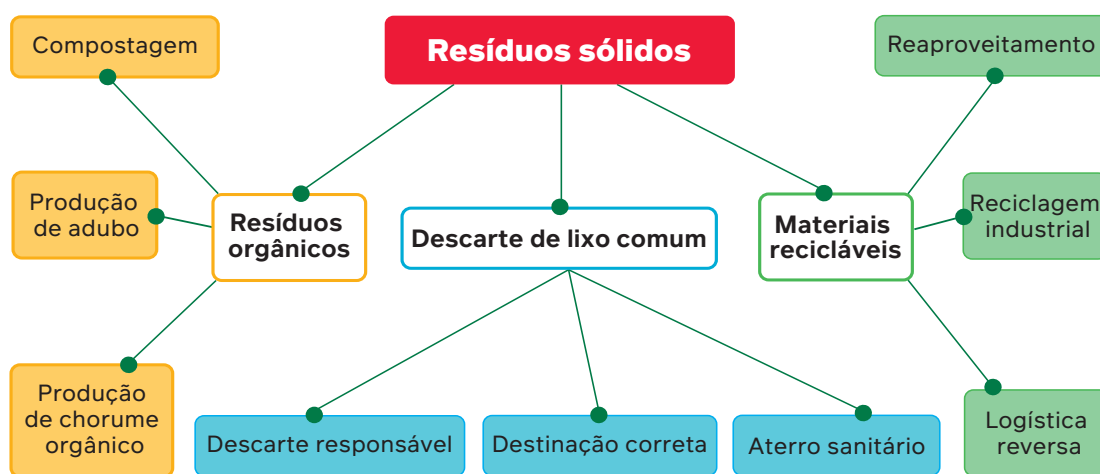 Resíduos sólidos
Compostagem
Reaproveitamento
Produção
de adubo
Resíduos
orgânicos
Descarte de lixo comum
Materiais
recicláveis
Reciclagem
industrial
Produção
de chorume
orgânico
Descarte responsável
Destinação correta
Aterro sanitário
Logística
reversa